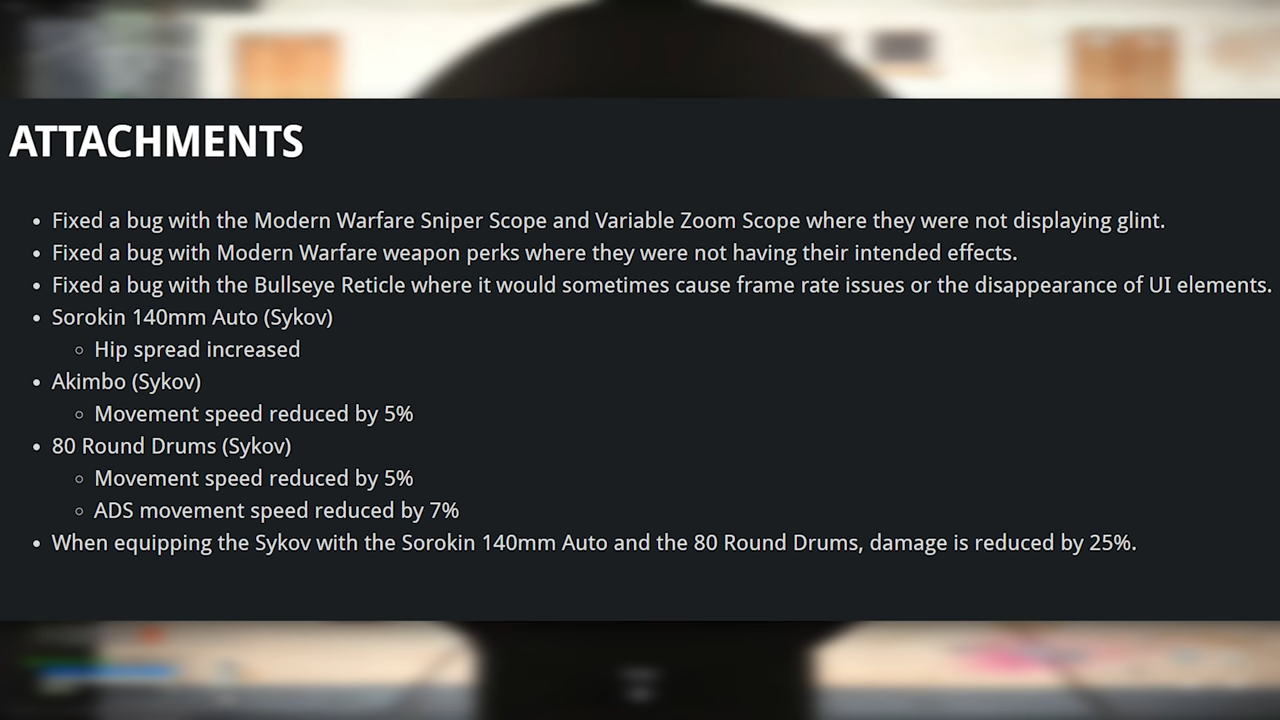 ATTACHMENTS
• Fixed a bug with the Modern Warfare Sniper Scope and Variable Zoom Scope where they were not displaying glint.
• Fixed a bug with Modern Warfare weapon perks where they were not having their intended effects.
• Fixed a bug with the Bullseye Reticle where it would sometimes cause frame rate issues or the disappearance of UI elements.
• Sorokin 140mm Auto (Sykov)
◦ Hip spread increased
• Akimbo (Sykov)
◦ Movement speed reduced by 5%
• 80 Round Drums (Sykov)
◦ Movement speed reduced by 5%
◦ ADS movement speed reduced by 7%
• When equipping the Sykov with the Sorokin 140mm Auto and the 80 Round Drums, damage is reduced by 25%.